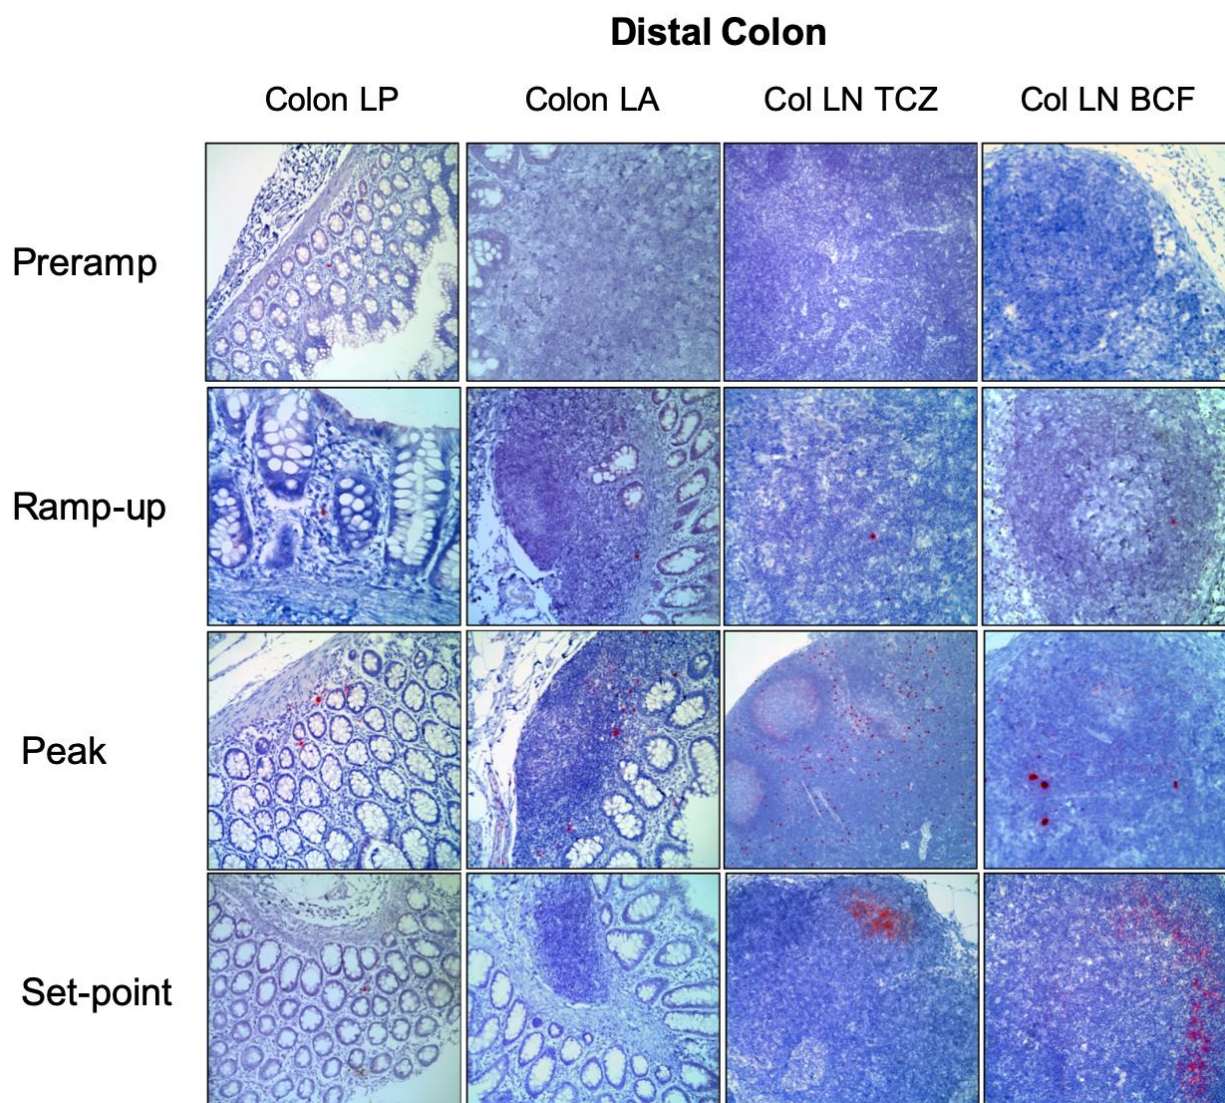 Distal Colon
Colon LP Colon LA Col LN TCZ Col LN BCF
Preramp
Ramp-up
Peak
Set-point